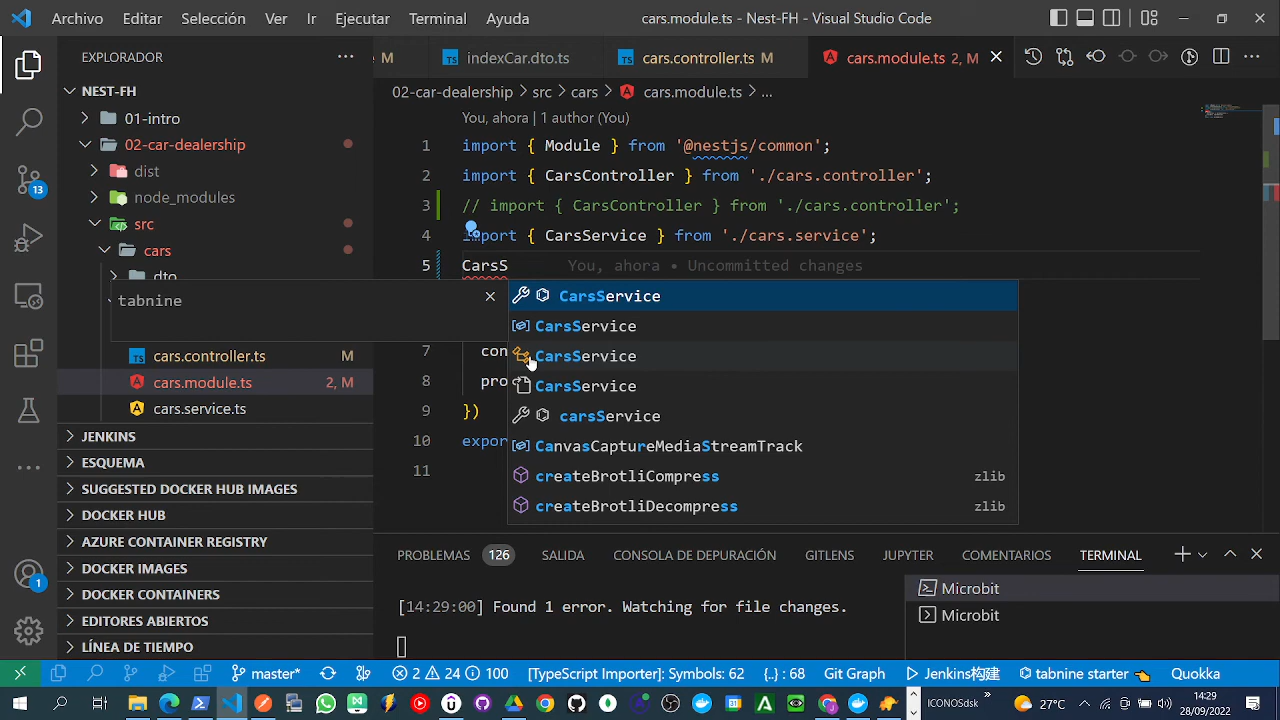 Archivo Editar Selección Ver Ir Ejecutar Terminal Ayuda cars.module.ts - Nest-FH - Visual Studio Code
EXPLORADOR
M indexCar.dto.ts cars.controller.ts M cars.module.ts 2, M
NEST-FH
02-car-dealership > src > cars > cars.module.ts > ...
01-intro
02-car-dealership
dist
node_modules
src
cars
dto
tabnine
cars.controller.ts M
cars.module.ts 2, M
cars.service.ts
JENKINS
ESQUEMA
SUGGESTED DOCKER HUB IMAGES
DOCKER HUB
AZURE CONTAINER REGISTRY
DOCKER IMAGES
DOCKER CONTAINERS
EDITORES ABIERTOS
LÍNEA DE TIEMPO
13
1
You, ahora | 1 author (You)
1 import { Module } from '@nestjs/common';
2 import { CarsController } from './cars.controller';
3 // import { CarsController } from './cars.controller';
4 import { CarsService } from './cars.service';
5 CarsS You, ahora • Uncommitted changes
CarsService
CarsService
7 con CarsService
8 pro CarsService
9 }) carsService
10 expor CanvasCaptureMediaStreamTrack
11 createBrotliCompress zlib
createBrotliDecompress zlib
PROBLEMAS 126 SALIDA CONSOLA DE DEPURACIÓN GITLENS JUPYTER COMENTARIOS TERMINAL
[14:29:00] Found 1 error. Watching for file changes.
Microbit
Microbit
master* 2 24 100 [TypeScript Importer]: Symbols: 62 {.. : 68 Git Graph Jenkins构建 tabnine starter Quokka
ICONOSdsk » 27°C 14:29
28/09/2022